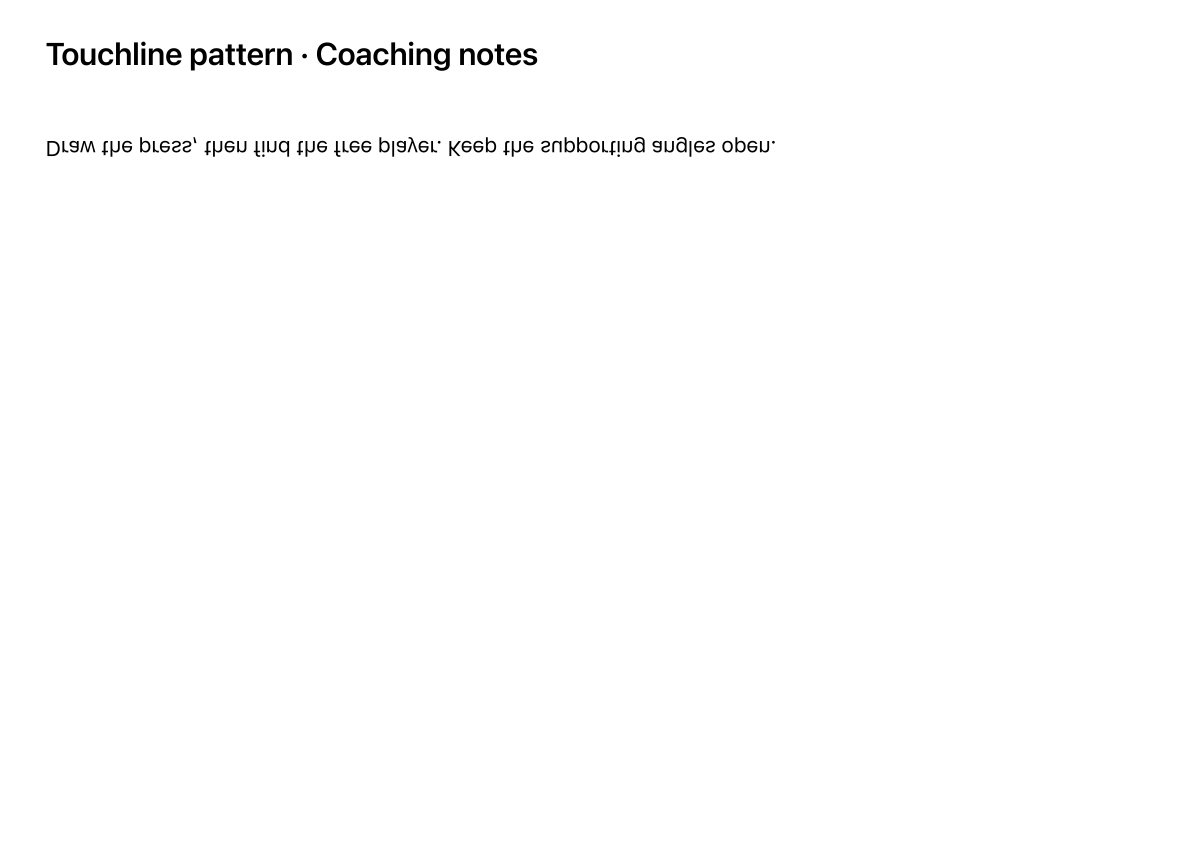 Touchline pattern · Coaching notes
Draw the press, then find the free player. Keep the supporting angles open.